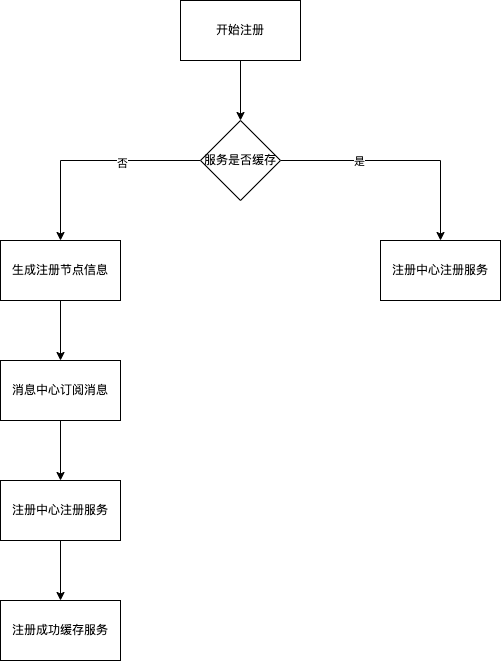 开始注册
服务是否缓存
否
是
生成注册节点信息
注册中心注册服务
消息中心订阅消息
注册中心注册服务
注册成功缓存服务